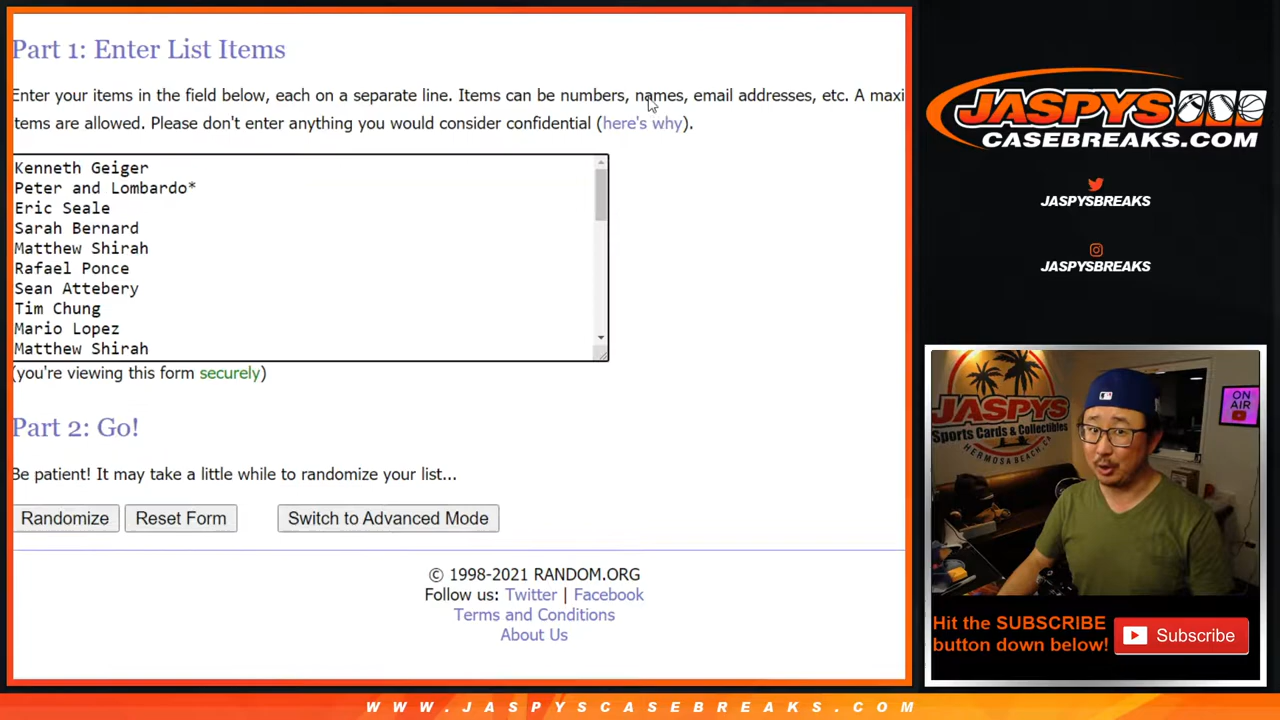 Part 1: Enter List Items
Enter your items in the field below, each on a separate line. Items can be numbers, names, email addresses, etc. A maxi
tems are allowed. Please don't enter anything you would consider confidential (here's why).
Kenneth Geiger
Peter and Lombardo*
Eric Seale
Sarah Bernard
Matthew Shirah
Rafael Ponce
Sean Attebery
Tim Chung
Mario Lopez
Matthew Shirah
(you're viewing this form securely)
Part 2: Go!
Be patient! It may take a little while to randomize your list...
Randomize
Reset Form
Switch to Advanced Mode
© 1998-2021 RANDOM.ORG
Follow us: Twitter | Facebook
Terms and Conditions
About Us
JASPYS
CASEBREAKS.COM
JASPYSBREAKS
JASPYSBREAKS
JASPYS
Sports Cards & Collectibles
HERMOSA BEACH, CA
ON
AIR
Hit the SUBSCRIBE
button down below!
Subscribe
WWW.JASPYSCASEBREAKS.COM